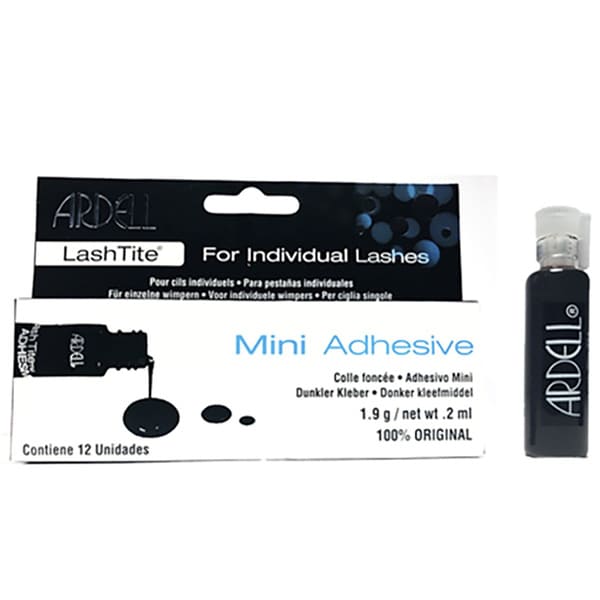 ARDELL
LashTite® For Individual Lashes
Pour cils individuels • Para pestañas individuales
Für einzelne wimpern • Voor individuele wimpers • Per ciglia singole
Mini Adhesive
Colle foncée • Adhesivo Mini
Dunkler Kleber • Donker kleefmiddel
1.9 g / net wt .2 ml
100% ORIGINAL
Contiene 12 Unidades
ARDELL
ARDELL®